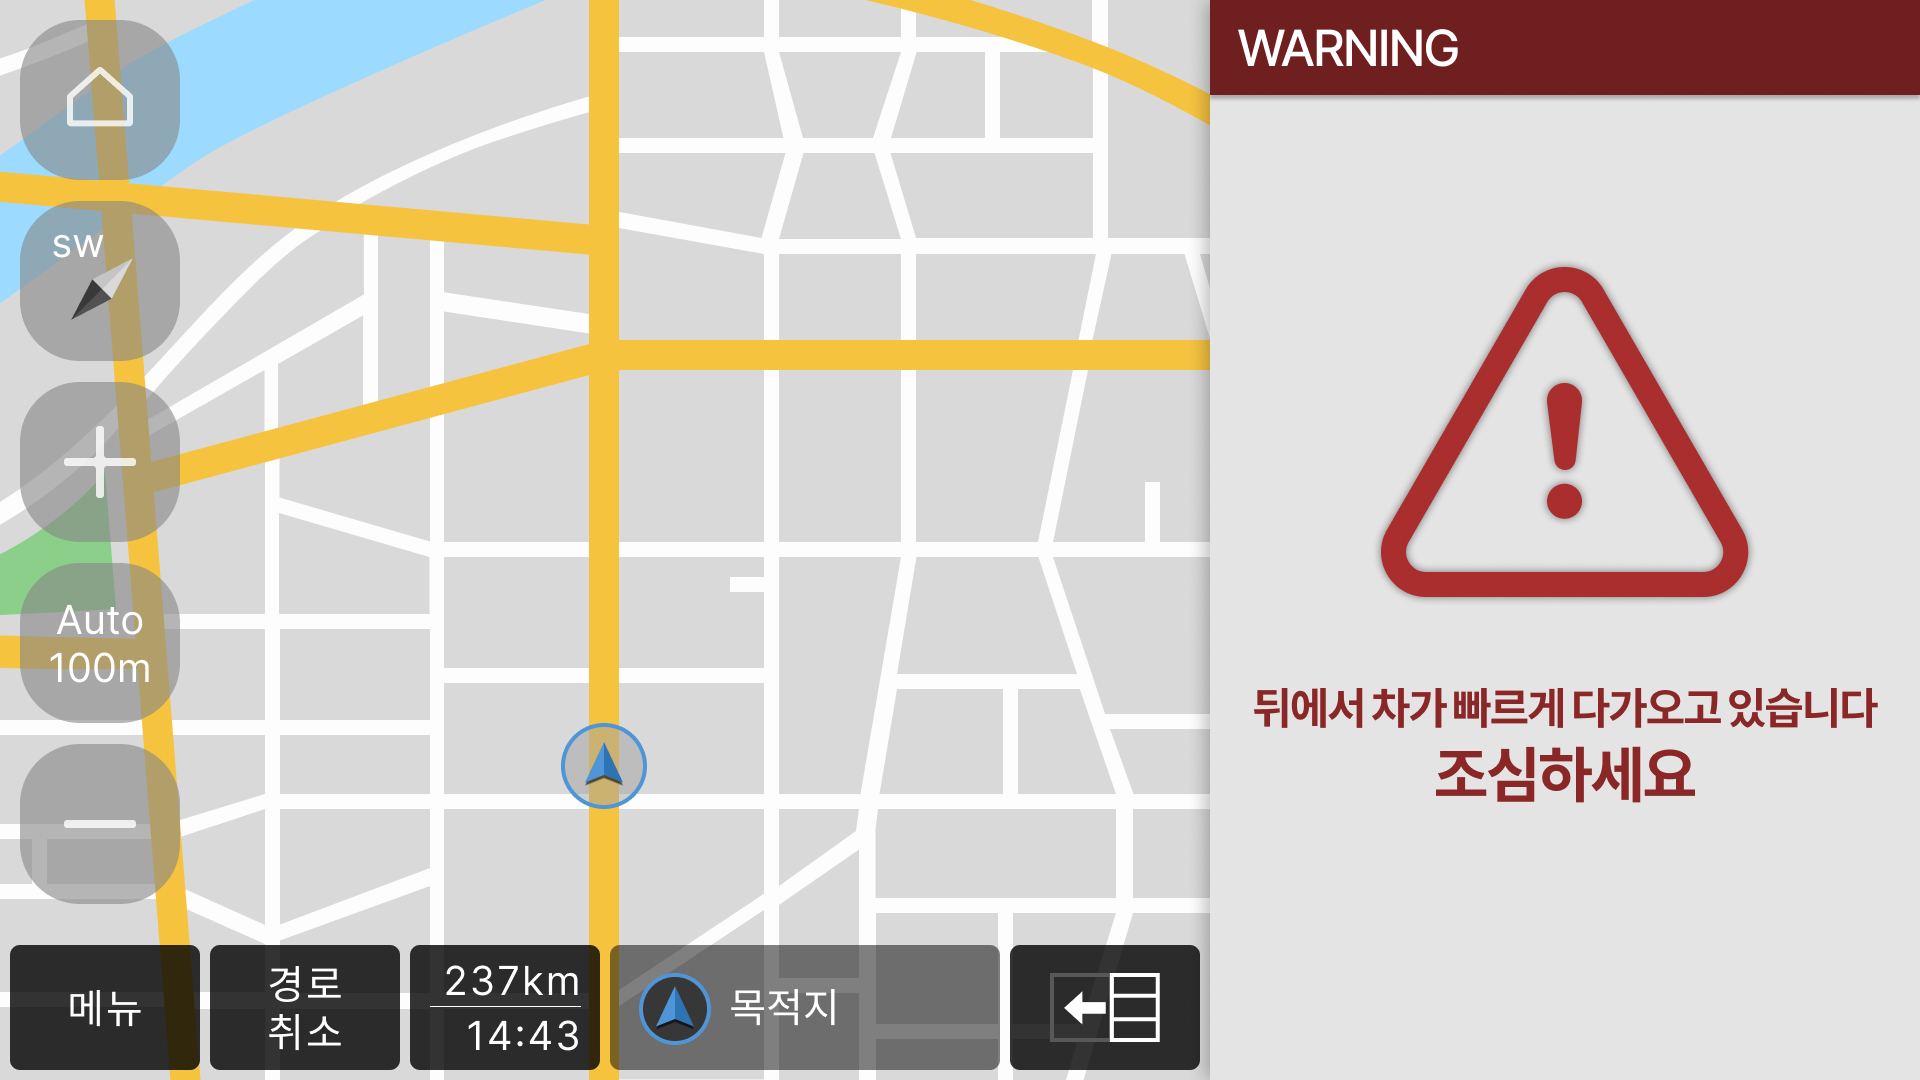 SW
Auto
100m
메뉴
경로
취소
237km
14:43
목적지
WARNING
뒤에서 차가 빠르게 다가오고 있습니다
조심하세요